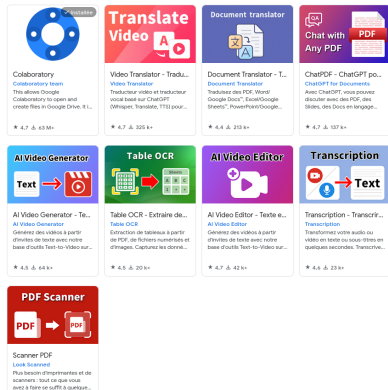 Installée
Colaboratory
Colaboratory team
This allows Google
Colaboratory to open and
create files in Google Drive. It i...
4.7 63 M+
Translate
Video
A
Video Translator - Tradu...
Video Translator
Traducteur vidéo et traducteur
vocal basé sur ChatGPT
(Whisper, Translate, TTS) pour...
4.7 325 k+
Document translator
文
A
Document Translator - T...
Document Translator
Traduisez des PDF, Word/
Google Docs™, Excel/Google
Sheets™, PowerPoint/Google...
4.4 213 k+
QA
Chat with
Any PDF
PDF
ChatPDF - ChatGPT po...
ChatGPT for Documents
Avec ChatGPT, vous pouvez
discuter avec des PDF, des
Slides, des Docs en langage...
4.7 137 k+
AI Video Generator
Text
AI Video Generator - Te...
AI Video Generator
Générez des vidéos à partir
d'invites de texte avec notre
base d'outils Text-to-Video sur...
4.5 64 k+
Table OCR
Sheets
Table OCR - Extraire de...
Table OCR
Extraction de tableaux à partir
de PDF, de fichiers numérisés et
d'images. Capturez les donné...
4.5 20 k+
AI Video Editor
AI Video Editor - Texte e...
AI Video Editor
Générez des vidéos à partir
d'invites de texte avec notre
base d'outils Text-to-Video sur...
4.7 42 k+
Transcription
Text
Transcription - Transcrir...
Transcription
Transformez votre audio ou
vidéo en texte ou sous-titres en
quelques secondes. Transcrive...
4.6 23 k+
PDF Scanner
PDF
PDF
Scanner PDF
Look Scanned
Plus besoin d'imprimantes et de
scanners : tout ce que vous
avez à faire se suffit à quelque...